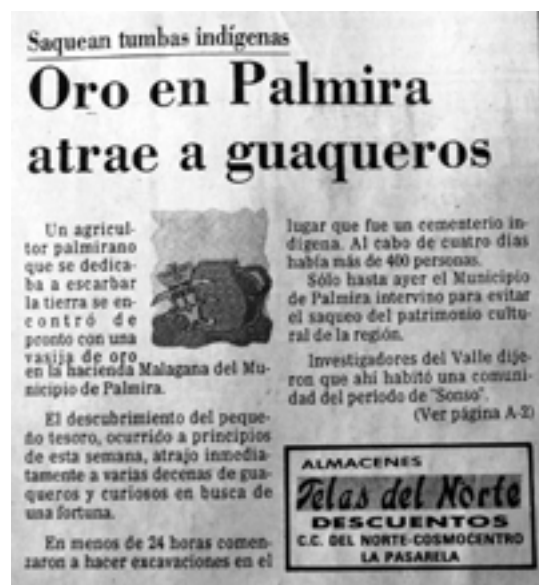 Saquean tumbas indígenas
Oro en Palmira
atrae a guaqueros
Un agricul-
tor palmirano
que se dedica-
ba a escarbar
la tierra se en-
contró de
pronto con una
vasija de oro
en la hacienda Malagana del Mu-
nicipio de Palmira.
El descubrimiento del peque-
ño tesoro, ocurrido a principios
de esta semana, atrajo inmedia-
tamente a varias decenas de gua-
queros y curiosos en busca de
una fortuna.
En menos de 24 horas comen-
zaron a hacer excavaciones en el
lugar que fue un cementerio in-
dígena. Al cabo de cuatro días
había más de 400 personas.
Sólo hasta ayer el Municipio
de Palmira intervino para evitar
el saqueo del patrimonio cultu-
ral de la región.
Investigadores del Valle dije-
ron que ahí habitó una comuni-
dad del período de "Sonso".
(Ver página A-2)
ALMACENES
Telas del Norte
DESCUENTOS
C.C. DEL NORTE-COSMOCENTRO
LA PASARELA